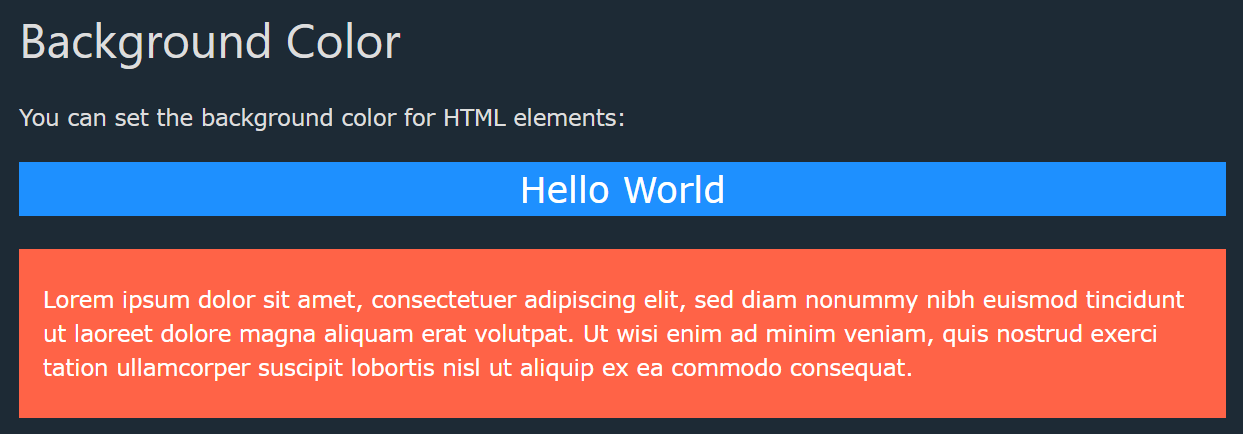 Background Color
You can set the background color for HTML elements:
Hello World
Lorem ipsum dolor sit amet, consectetuer adipiscing elit, sed diam nonummy nibh euismod tincidunt
ut laoreet dolore magna aliquam erat volutpat. Ut wisi enim ad minim veniam, quis nostrud exerci
tation ullamcorper suscipit lobortis nisl ut aliquip ex ea commodo consequat.